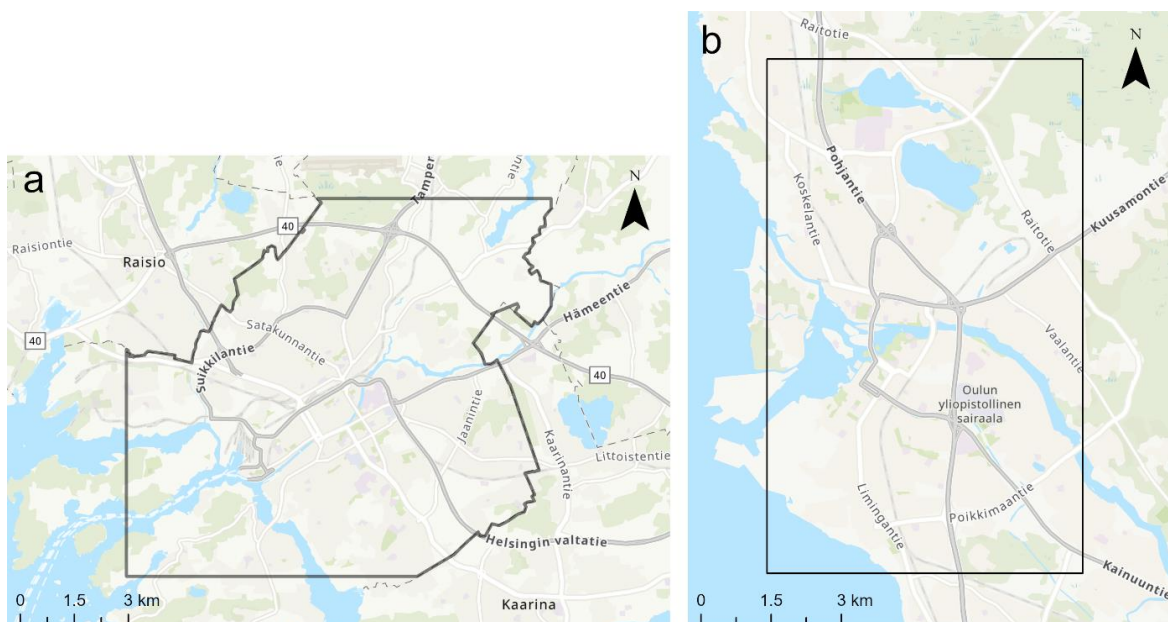 a
N
Tamper
ntie
40
Raisiontie
Raisio
Satakunnantie
Suikkilantie
Hämeentie
40
40
Jaanintie
Kaarinantie
Littoistentie
Helsingin valtatie
Kaarina
0 1.5 3 km
b
N
Raitotie
Pohjantie
Koskelantie
Raitotie
Kuusamontie
Vaalantie
Oulun
yliopistollinen
sairaala
Limingantie
Poikkimaantie
Kainuuntie
0 1.5 3 km